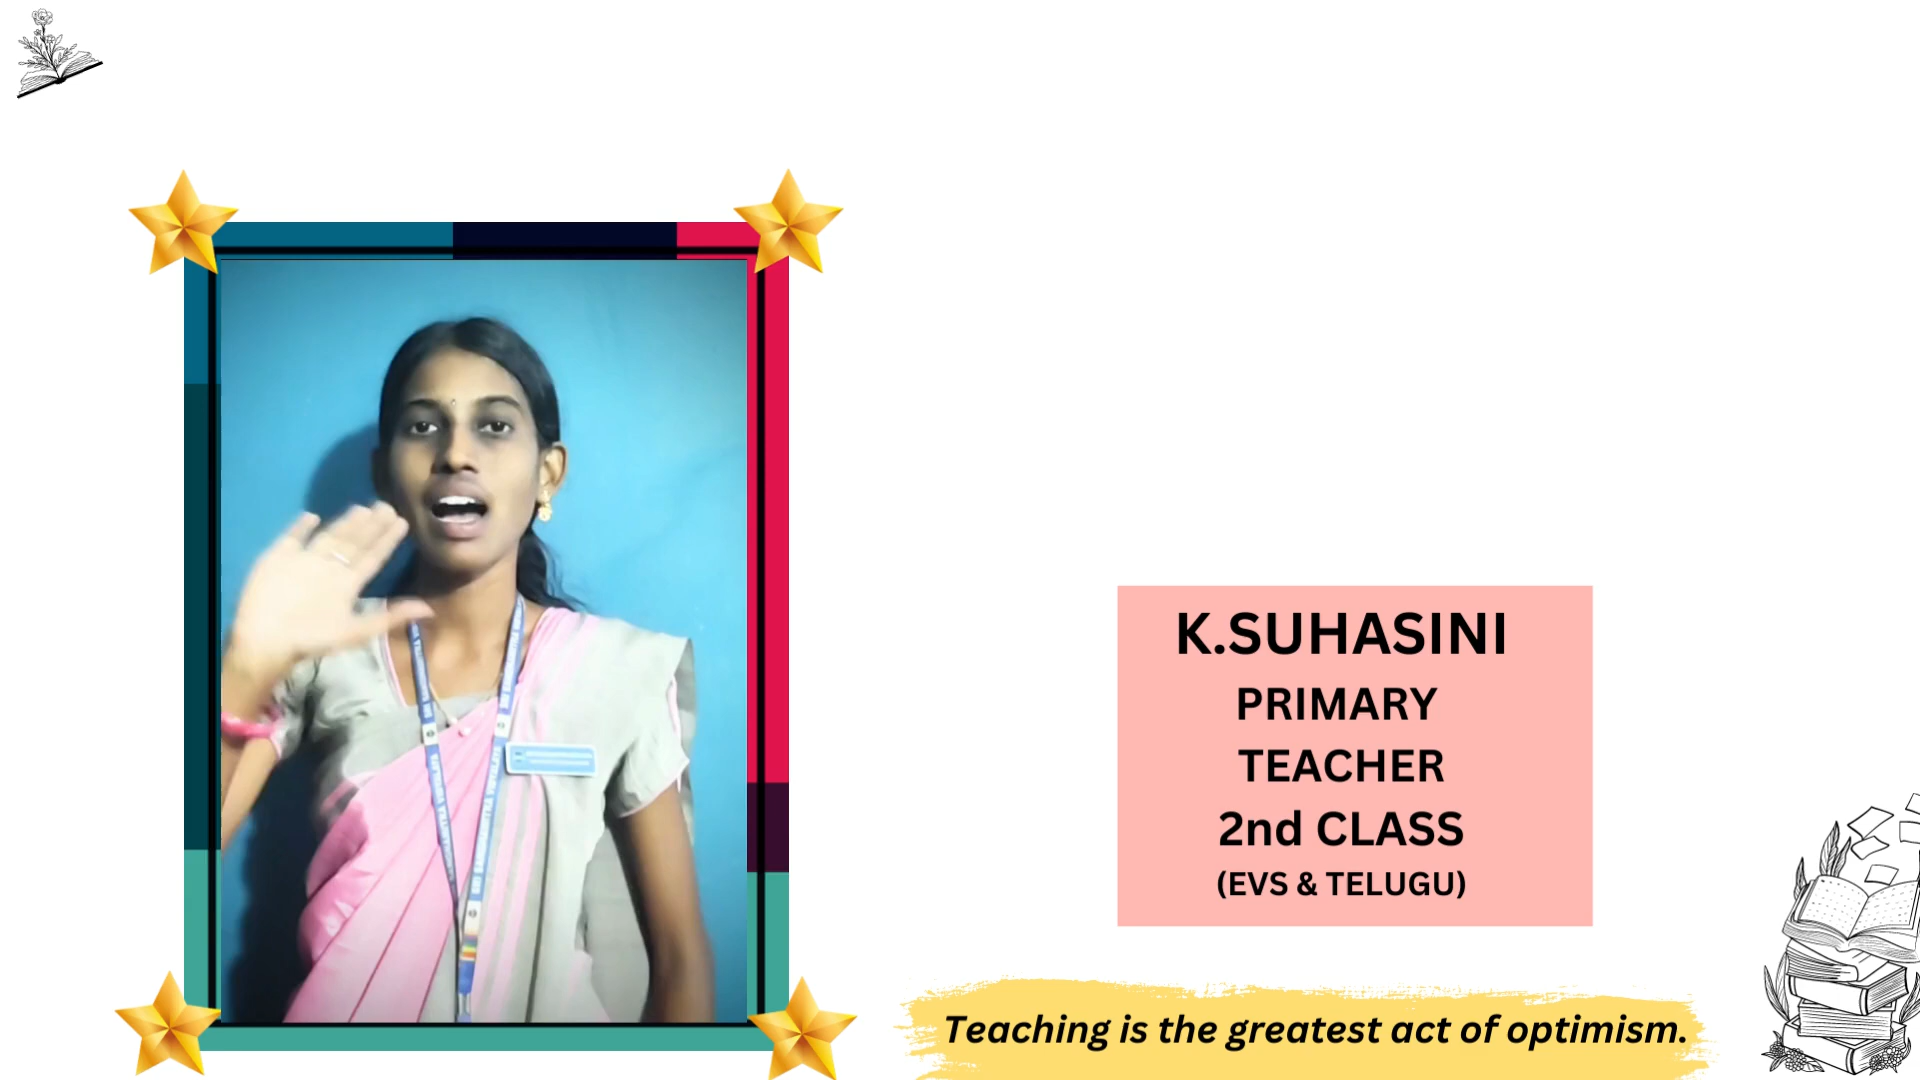 K.SUHASINI
PRIMARY
TEACHER
2nd CLASS
(EVS & TELUGU)
Teaching is the greatest act of optimism.